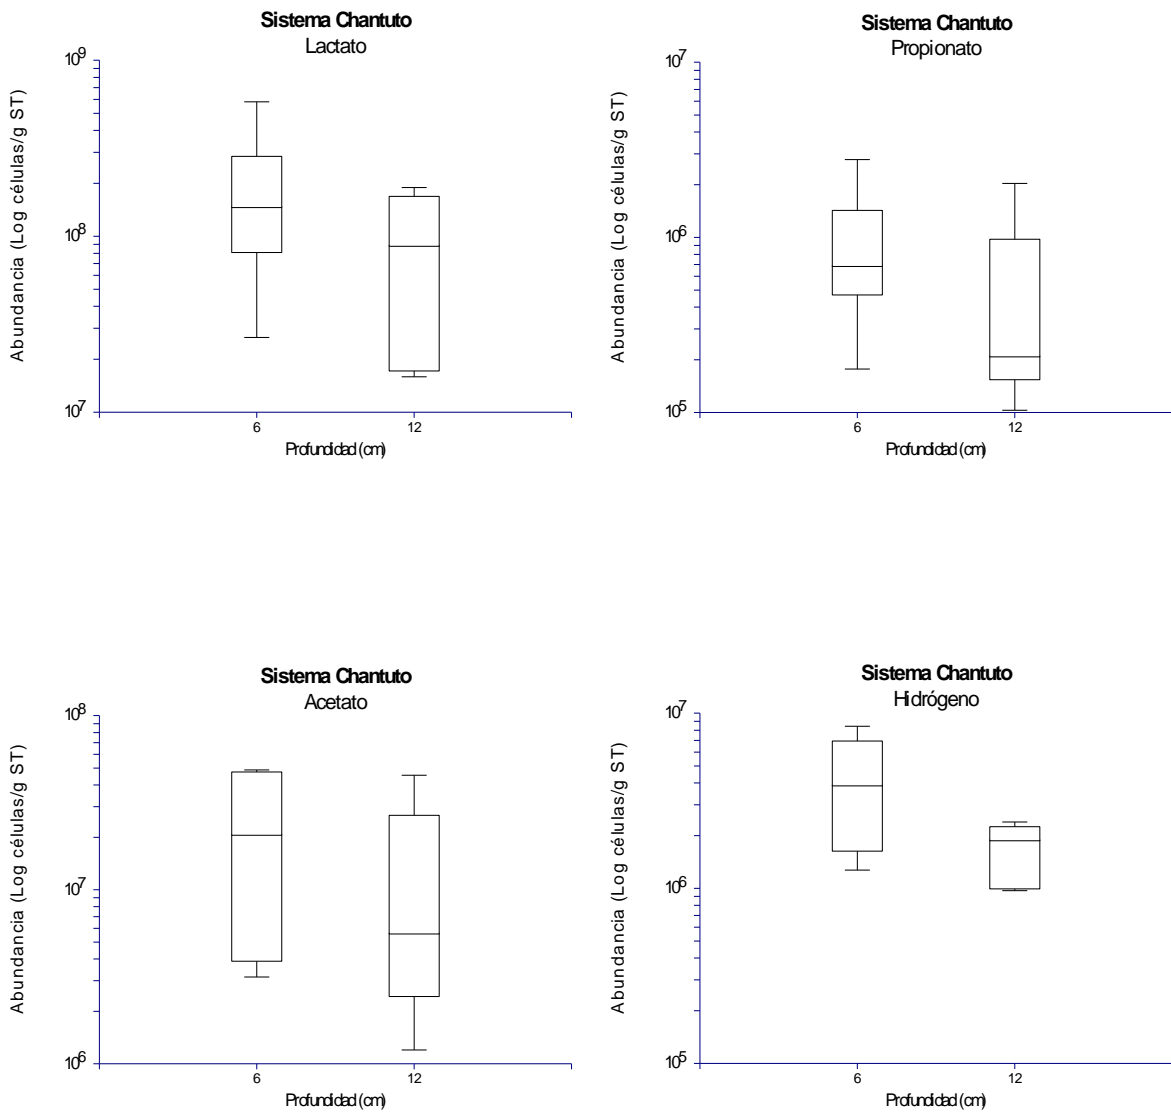 Sistema Chantuto
Lactato
10^9
10^8
10^7
Abundancia (Log células/g ST)
6
12
Profundidad (cm)
Sistema Chantuto
Propionato
10^7
10^6
10^5
Abundancia (Log células/g ST)
6
12
Profundidad (cm)
Sistema Chantuto
Acetato
10^8
10^7
10^6
Abundancia (Log células/g ST)
6
12
Profundidad (cm)
Sistema Chantuto
Hidrógeno
10^7
10^6
10^5
Abundancia (Log células/g ST)
6
12
Profundidad (cm)